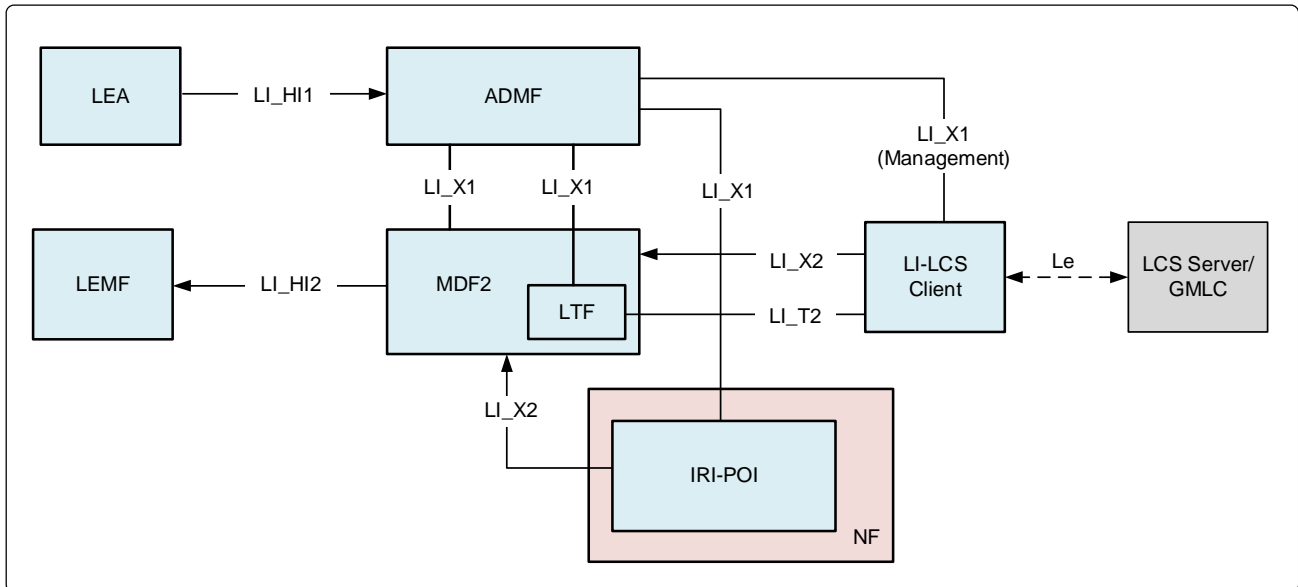 LEA
LI_HI1
ADMF
LI_X1
(Management)
LI_X1
LI_X1
LI_X1
LEMF
LI_HI2
MDF2
LTF
LI_X2
LI_T2
LI-LCS
Client
Le
LCS Server/
GMLC
LI_X2
IRI-POI
NF